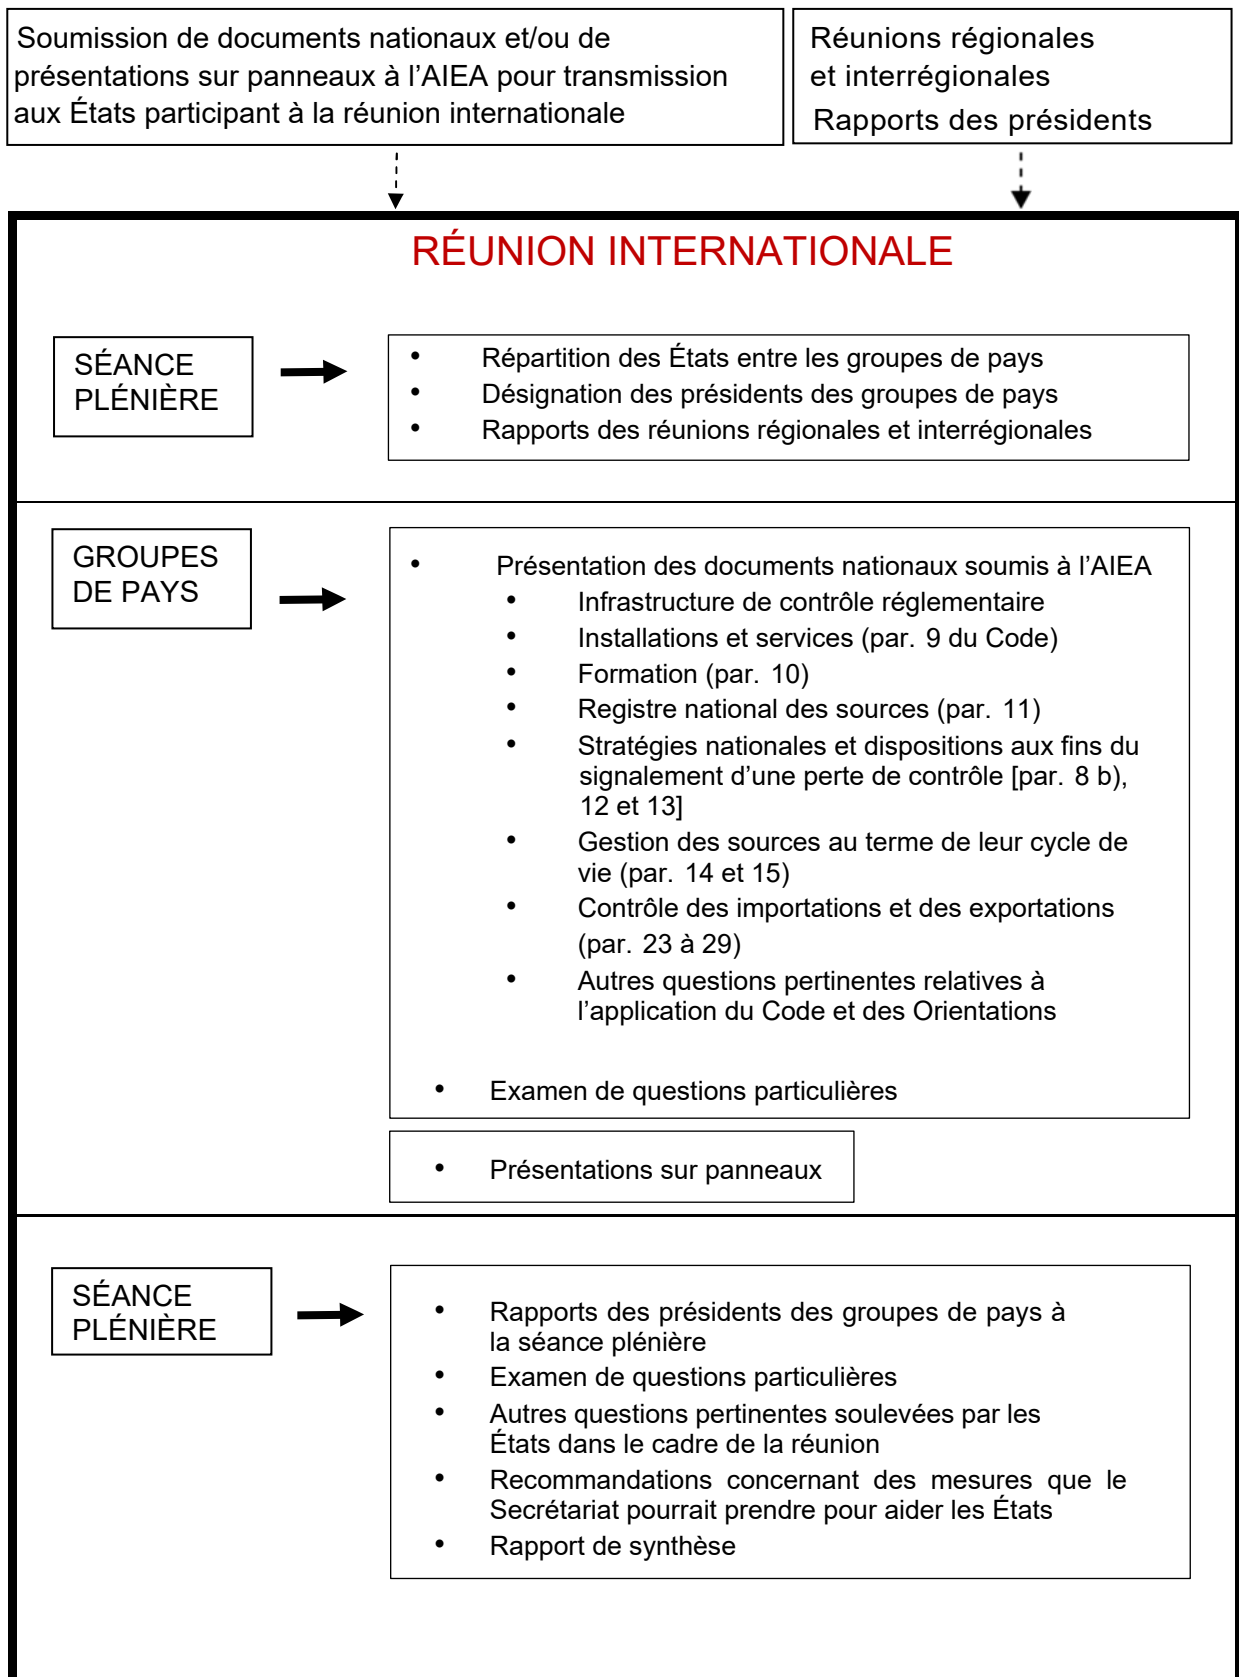 Soumission de documents nationaux et/ou de
présentations sur panneaux à l’AIEA pour transmission
aux États participant à la réunion internationale
Réunions régionales
et interrégionales
Rapports des présidents
RÉUNION INTERNATIONALE
SÉANCE
PLÉNIÈRE
• Répartition des États entre les groupes de pays
• Désignation des présidents des groupes de pays
• Rapports des réunions régionales et interrégionales
GROUPES
DE PAYS
• Présentation des documents nationaux soumis à l’AIEA
• Infrastructure de contrôle réglementaire
• Installations et services (par. 9 du Code)
• Formation (par. 10)
• Registre national des sources (par. 11)
• Stratégies nationales et dispositions aux fins du
signalement d’une perte de contrôle [par. 8 b),
12 et 13]
• Gestion des sources au terme de leur cycle de
vie (par. 14 et 15)
• Contrôle des importations et des exportations
(par. 23 à 29)
• Autres questions pertinentes relatives à
l’application du Code et des Orientations
• Examen de questions particulières
• Présentations sur panneaux
SÉANCE
PLÉNIÈRE
• Rapports des présidents des groupes de pays à
la séance plénière
• Examen de questions particulières
• Autres questions pertinentes soulevées par les
États dans le cadre de la réunion
• Recommandations concernant des mesures que le
Secrétariat pourrait prendre pour aider les États
• Rapport de synthèse